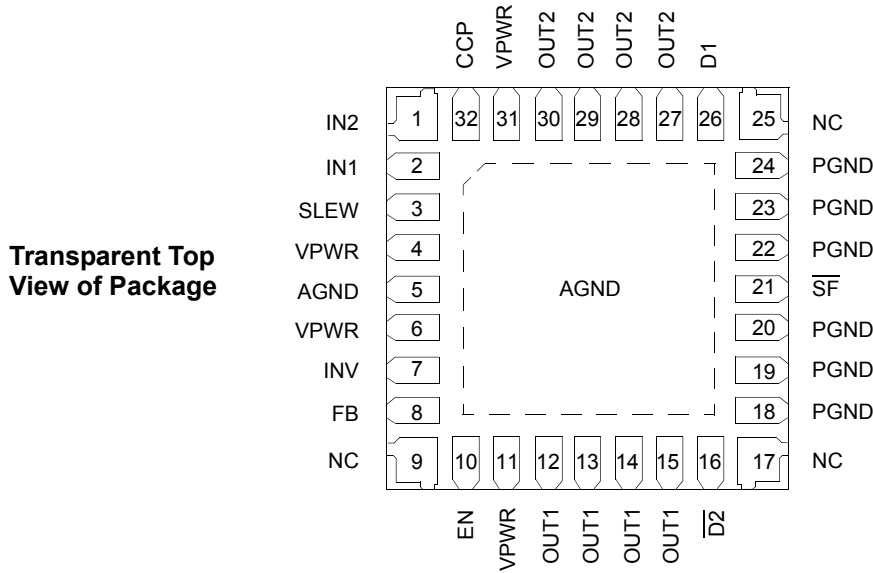 CCP
VPWR
OUT2
OUT2
OUT2
OUT2
D1
IN2
1
32
31
30
29
28
27
26
25
NC
IN1
2
24
PGND
SLEW
3
23
PGND
VPWR
4
22
PGND
Transparent Top
View of Package
AGND
5
AGND
21
S̅F̅
VPWR
6
20
PGND
INV
7
19
PGND
FB
8
18
PGND
NC
9
10
11
12
13
14
15
16
17
NC
EN
VPWR
OUT1
OUT1
OUT1
OUT1
D̅2̅